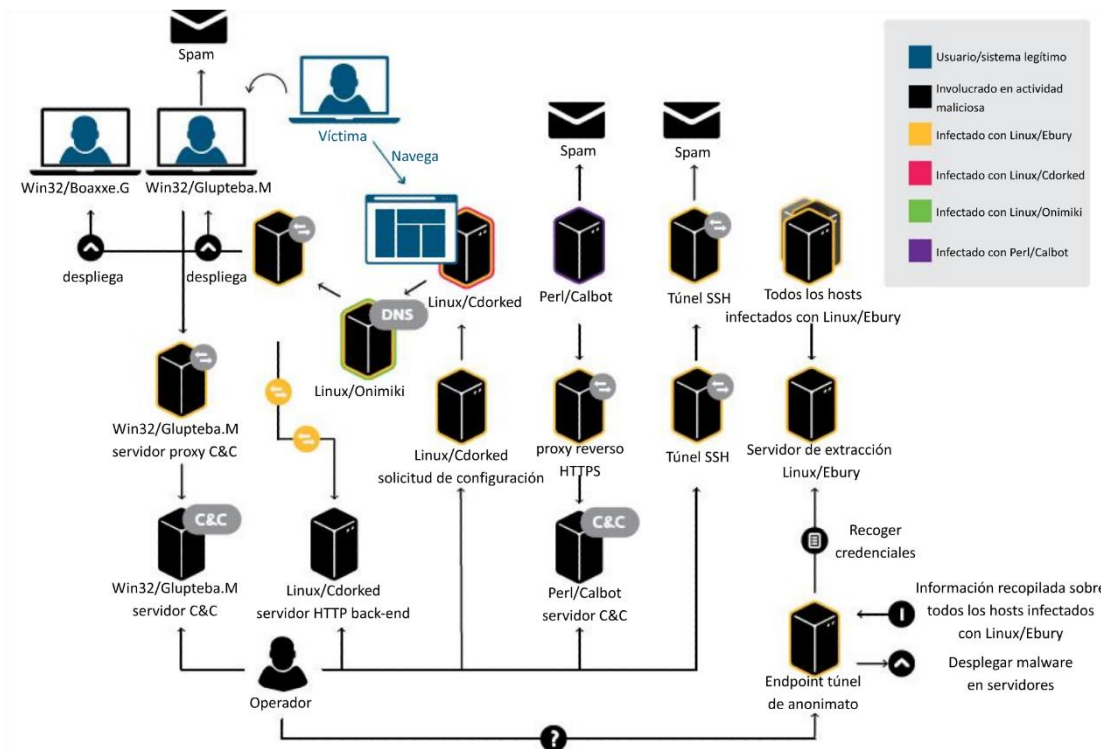 Spam
Usuario/sistema legítimo
Involucrado en actividad
maliciosa
Infectado con Linux/Ebury
Infectado con Linux/Cdorked
Infectado con Linux/Onimiki
Infectado con Perl/Calbot
Víctima
Navega
Win32/Boaxxe.G
Win32/Glupteba.M
Spam
Spam
despliega
despliega
DNS
Linux/Onimiki
Linux/Cdorked
Perl/Calbot
Túnel SSH
Todos los hosts
infectados con Linux/Ebury
Win32/Glupteba.M
servidor proxy C&C
Linux/Cdorked
solicitud de configuración
proxy reverso
HTTPS
Túnel SSH
Servidor de extracción
Linux/Ebury
C&C
Win32/Glupteba.M
servidor C&C
Linux/Cdorked
servidor HTTP back-end
C&C
Perl/Calbot
servidor C&C
Recoger
credenciales
Información recopilada sobre
todos los hosts infectados
con Linux/Ebury
I
Desplegar malware
en servidores
Endpoint túnel
de anonimato
Operador
?